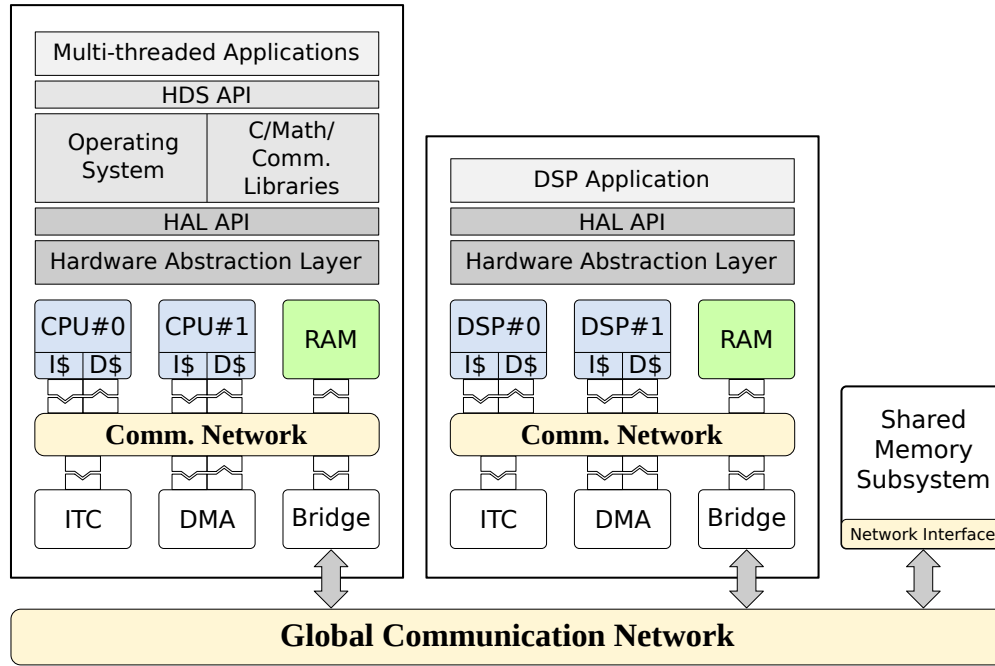 Multi-threaded Applications
HDS API
Operating
System
C/Math/
Comm.
Libraries
HAL API
Hardware Abstraction Layer
CPU#0
I$ D$
CPU#1
I$ D$
RAM
Comm. Network
ITC
DMA
Bridge
DSP Application
HAL API
Hardware Abstraction Layer
DSP#0
I$ D$
DSP#1
I$ D$
RAM
Comm. Network
ITC
DMA
Bridge
Shared
Memory
Subsystem
Network Interface
Global Communication Network